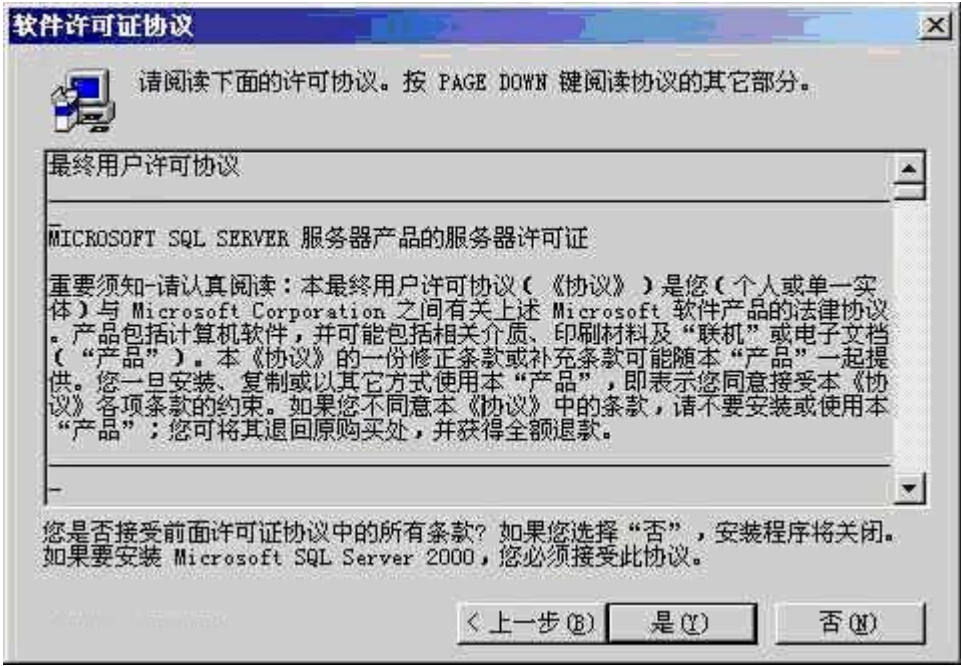 软件许可证协议
请阅读下面的许可协议。按 PAGE DOWN 键阅读协议的其它部分。
最终用户许可协议
MICROSOFT SQL SERVER 服务器产品的服务器许可证
重要须知-请认真阅读：本最终用户许可协议（《协议》）是您（个人或单一实
体）与 Microsoft Corporation 之间有关上述 Microsoft 软件产品的法律协议
。产品包括计算机软件，并可能包括相关介质、印刷材料及“联机”或电子文档
（“产品”）。本《协议》的一份修正条款或补充条款可能随本“产品”一起提
供。您一旦安装、复制或以其它方式使用本“产品”，即表示您同意接受本《协
议》各项条款的约束。如果您不同意本《协议》中的条款，请不要安装或使用本
“产品”；您可将其退回原购买处，并获得全额退款。
您是否接受前面许可证协议中的所有条款？如果您选择“否”，安装程序将关闭。
如果要安装 Microsoft SQL Server 2000，您必须接受此协议。
<上一步(B) 是(Y) 否(N)